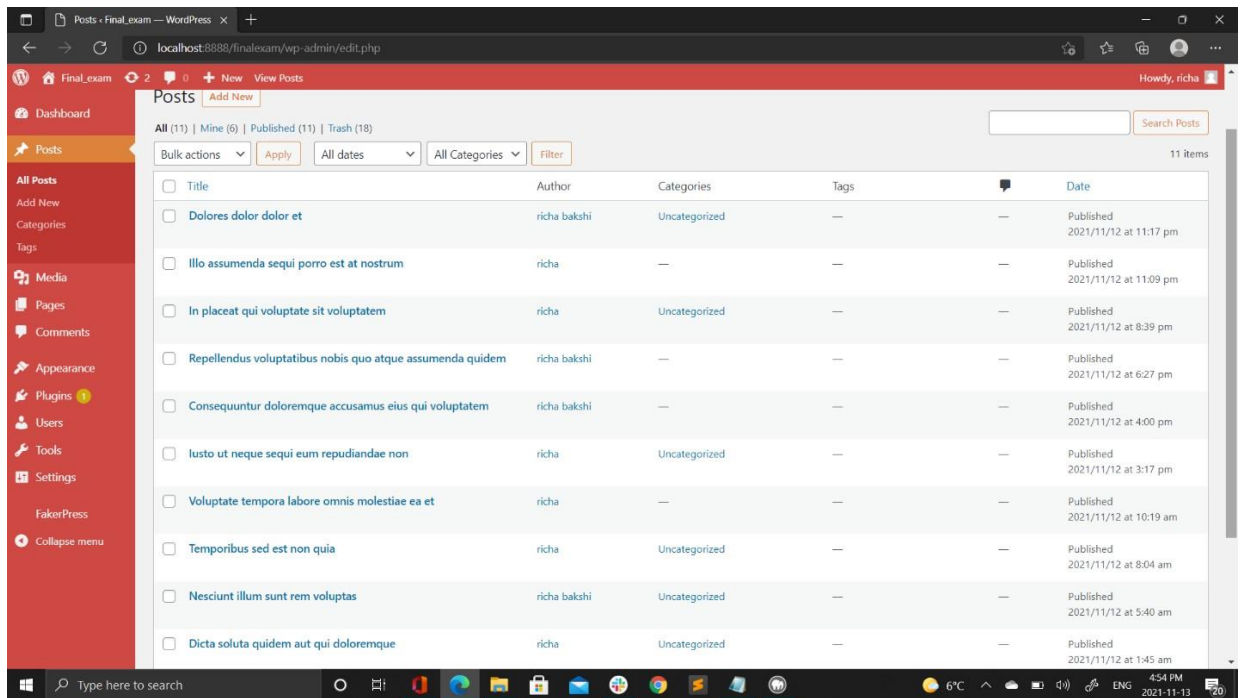 Posts ‹ Final_exam — WordPress
localhost:8888/finalexam/wp-admin/edit.php
Final_exam 2 0 New View Posts Howdy, richa
Dashboard
Posts
All Posts
Add New
Categories
Tags
Media
Pages
Comments
Appearance
Plugins 1
Users
Tools
Settings
FakerPress
Collapse menu
Posts Add New
All (11) | Mine (6) | Published (11) | Trash (18)
Search Posts
Bulk actions Apply All dates All Categories Filter 11 items
Title Author Categories Tags Date
Dolores dolor dolor et richa bakshi Uncategorized — — Published
2021/11/12 at 11:17 pm
Illo assumenda sequi porro est at nostrum richa — — — Published
2021/11/12 at 11:09 pm
In placeat qui voluptate sit voluptatem richa Uncategorized — — Published
2021/11/12 at 8:39 pm
Repellendus voluptatibus nobis quo atque assumenda quidem richa bakshi — — — Published
2021/11/12 at 6:27 pm
Consequuntur doloremque accusamus eius qui voluptatem richa bakshi — — — Published
2021/11/12 at 4:00 pm
Iusto ut neque sequi eum repudiandae non richa Uncategorized — — Published
2021/11/12 at 3:17 pm
Voluptate tempora labore omnis molestiae ea et richa — — — Published
2021/11/12 at 10:19 am
Temporibus sed est non quia richa Uncategorized — — Published
2021/11/12 at 8:04 am
Nesciunt illum sunt rem voluptas richa bakshi Uncategorized — — Published
2021/11/12 at 5:40 am
Dicta soluta quidem aut qui doloremque richa Uncategorized — — Published
2021/11/12 at 1:45 am
Type here to search 6°C ENG 4:54 PM
2021-11-13 20